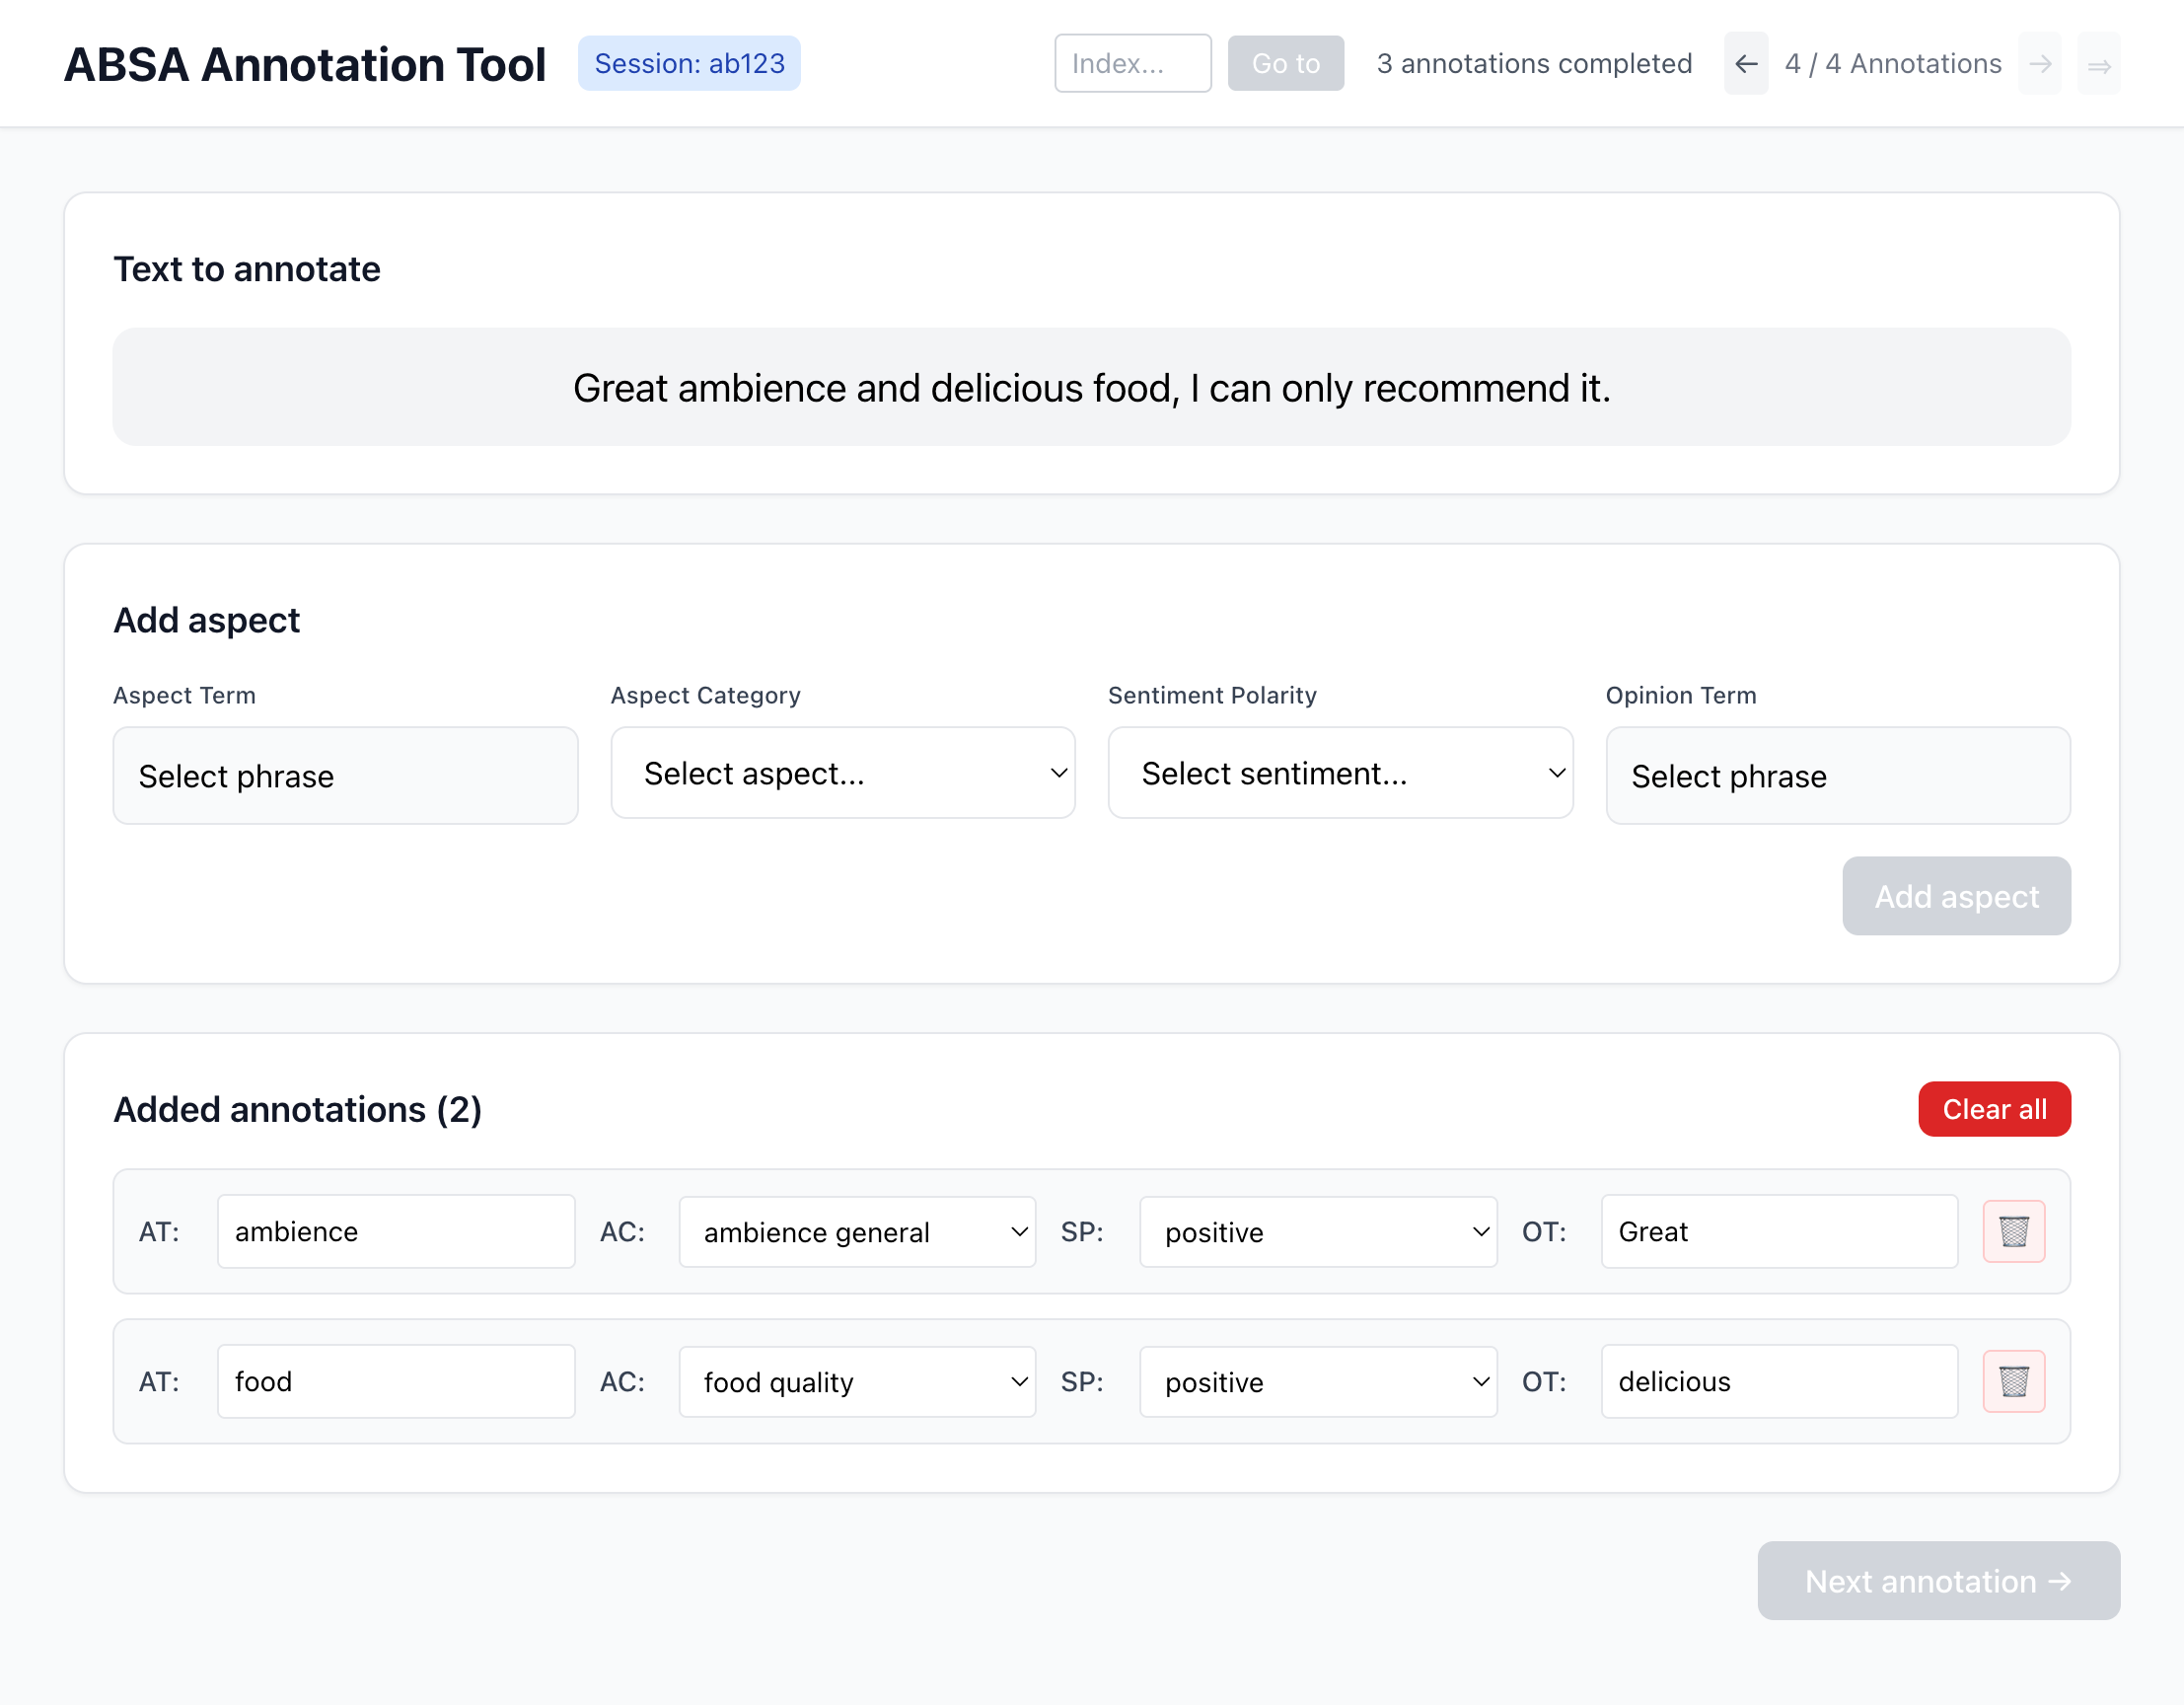 ABSA Annotation Tool Session: ab123 Index... Go to 3 annotations completed ← 4 / 4 Annotations → ⇒
Text to annotate
Great ambience and delicious food, I can only recommend it.
Add aspect
Aspect Term Aspect Category Sentiment Polarity Opinion Term
Select phrase Select aspect... Select sentiment... Select phrase
Add aspect
Added annotations (2) Clear all
AT: ambience AC: ambience general SP: positive OT: Great
AT: food AC: food quality SP: positive OT: delicious
Next annotation →